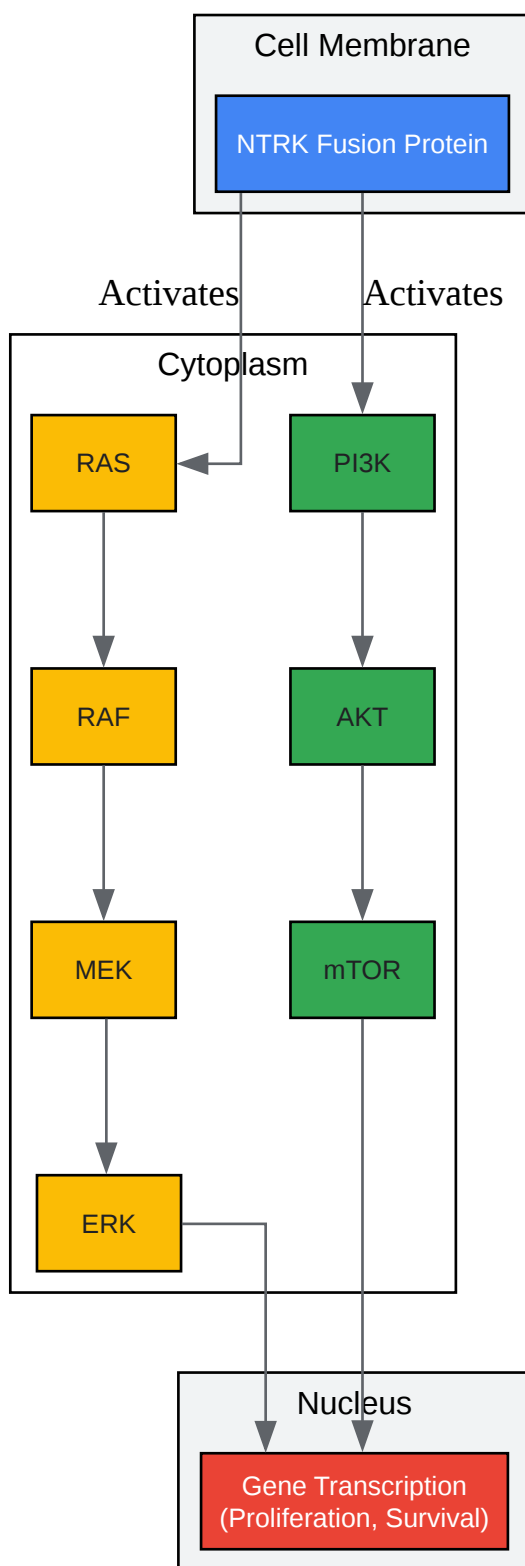 Cell Membrane
NTRK Fusion Protein
Activates
Activates
Cytoplasm
RAS
PI3K
RAF
AKT
MEK
mTOR
ERK
Nucleus
Gene Transcription
(Proliferation, Survival)